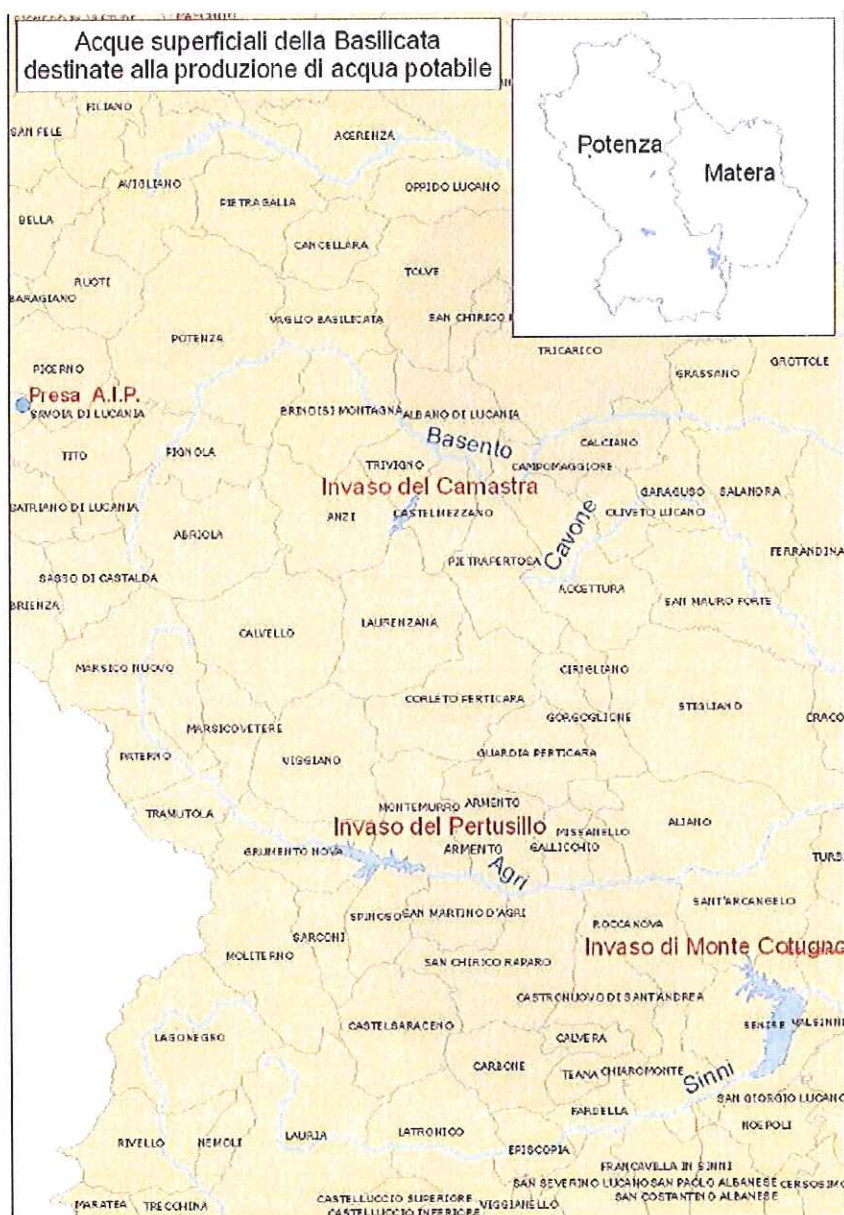 Acque superficiali della Basilicata
destinate alla produzione di acqua potabile
Potenza
Matera
FILIANO
SAN FELE
ACERENZA
AVIGLIANO
PIETRAGALLA
OPPIDO LUCANO
BELLA
CANCELLARA
RUOTI
TOLVE
BARAGIANO
VAGLIO BASILICATA
SAN CHIRICO
POTENZA
TRICARICO
GROTTOLE
PICERNO
GRASSANO
Presa A.I.P.
SAVOIA DI LUCANIA
BRINDISI MONTAGNA
ALBANO DI LUCANIA
Basento
CALCIANO
TITO
PIGNOLA
TRIVIGNO
CAMPOMAGGIORE
Invaso del Camastra
GARAGUSO
SALANDRA
SATRIANO DI LUCANIA
ANZI
CASTELMEZZANO
OLIVETO LUCANO
Cavone
ABRIOLA
PIETRAPERTOSA
FERRANDINA
SASSO DI CASTALDA
ACCETTURA
BRIENZA
SAN MAURO FORTE
LAURENZANA
CALVELLO
MARSICO NUOVO
CIRIGLIANO
CORLETO PERTICARA
STIGLIANO
GORGOGLIONE
CRACO
MARSICOVETERE
PATERNO
VIGGIANO
GUARDIA PERTICARA
TRAMUTOLA
MONTEMURRO
ARMENTO
Invaso del Pertusillo
MISSANELLO
ALIANO
GRUMENTO NOVA
ARMENTO
GALLICCHIO
Agri
TURSI
SANT'ARCANGELO
SPINOSO
SAN MARTINO D'AGRI
ROCCANOVA
SARCONI
Invaso di Monte Cotugno
MOLITERNO
SAN CHIRICO RAPARO
CASTRONUOVO DI SANT'ANDREA
LAGONEGRO
CASTELSARACENO
SENISE
VALSINNI
CALVERA
CARBONE
TEANA
CHIAROMONTE
Sinni
SAN GIORGIO LUCANO
FARDELLA
NOEPOLI
RIVELLO
NEMOLI
LAURIA
LATRONICO
EPISCOPIA
FRANCAVILLA IN SINNI
SAN SEVERINO LUCANO
SAN PAOLO ALBANESE
CERSOSIMO
MARATEA
TRECCHINA
CASTELLUCCIO SUPERIORE
VIGGIANELLO
SAN COSTANTINO ALBANESE
CASTELLUCCIO INFERIORE